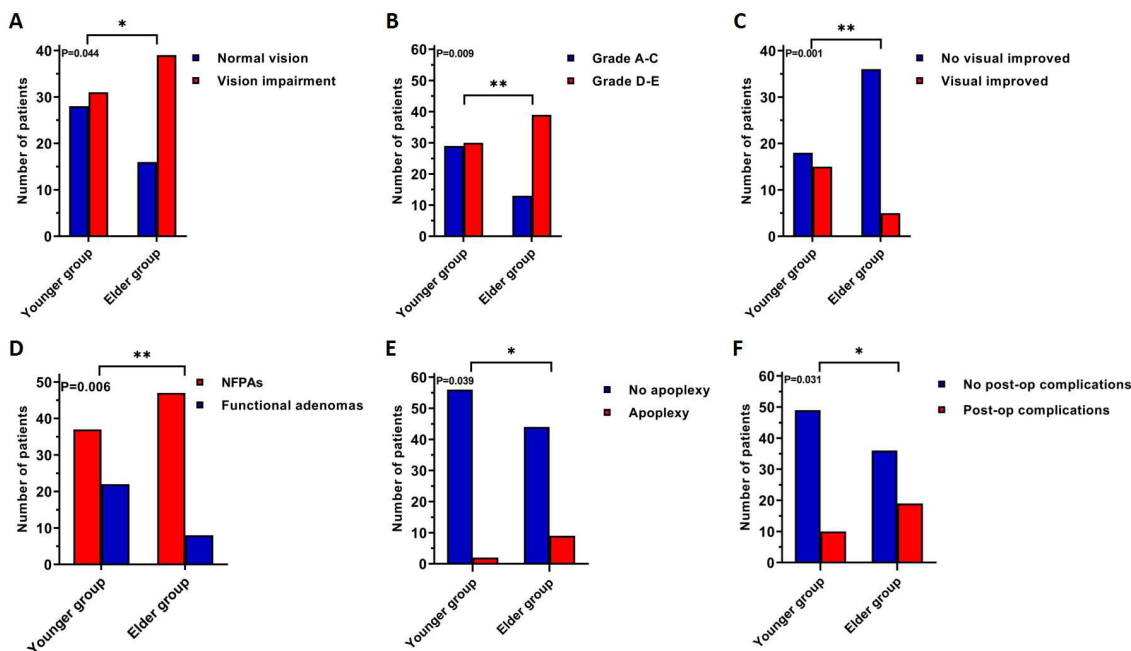 A
*
P=0.044
Normal vision
Vision impairment
Number of patients
40
30
20
10
0
Younger group
Elder group
B
P=0.009
**
Grade A-C
Grade D-E
Number of patients
60
50
40
30
20
10
0
Younger group
Elder group
C
**
P=0.001
No visual improved
Visual improved
Number of patients
40
30
20
10
0
Younger group
Elder group
D
**
P=0.006
NFPAs
Functional adenomas
Number of patients
50
40
30
20
10
0
Younger group
Elder group
E
*
P=0.039
No apoplexy
Apoplexy
Number of patients
60
50
40
30
20
10
0
Younger group
Elder group
F
*
P=0.031
No post-op complications
Post-op complications
Number of patients
60
50
40
30
20
10
0
Younger group
Elder group